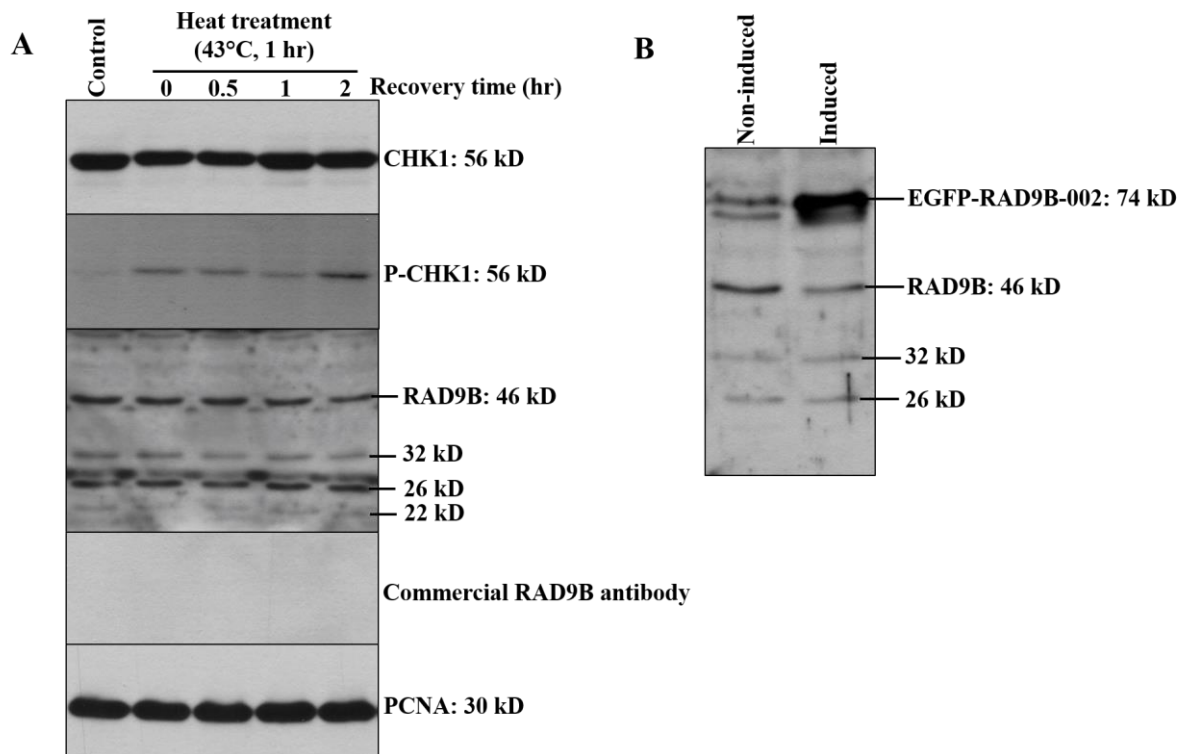 A
Heat treatment
(43°C, 1 hr)
Control
0 0.5 1 2 Recovery time (hr)
CHK1: 56 kD
P-CHK1: 56 kD
RAD9B: 46 kD
32 kD
26 kD
22 kD
Commercial RAD9B antibody
PCNA: 30 kD
B
Non-induced
Induced
EGFP-RAD9B-002: 74 kD
RAD9B: 46 kD
32 kD
26 kD